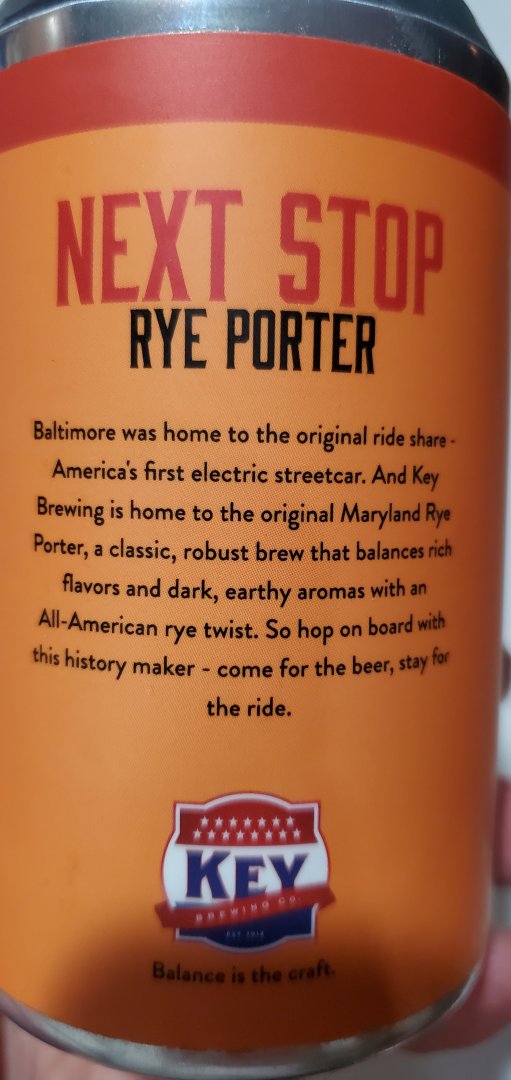 NEXT STOP
RYE PORTER
Baltimore was home to the original ride share -
America's first electric streetcar. And Key
Brewing is home to the original Maryland Rye
Porter, a classic, robust brew that balances rich
flavors and dark, earthy aromas with an
All-American rye twist. So hop on board with
this history maker - come for the beer, stay for
the ride.
KEY
BREWING CO.
EST. 2014
Balance is the craft.